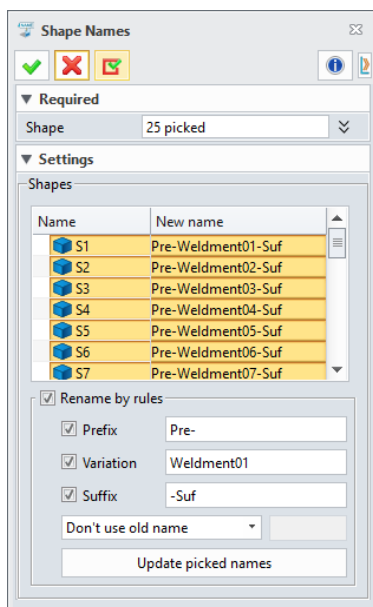 Shape Names
Required
Shape 25 picked
Settings
Shapes
Name New name
S1 Pre-Weldment01-Suf
S2 Pre-Weldment02-Suf
S3 Pre-Weldment03-Suf
S4 Pre-Weldment04-Suf
S5 Pre-Weldment05-Suf
S6 Pre-Weldment06-Suf
S7 Pre-Weldment07-Suf
Rename by rules
Prefix Pre-
Variation Weldment01
Suffix -Suf
Don't use old name
Update picked names